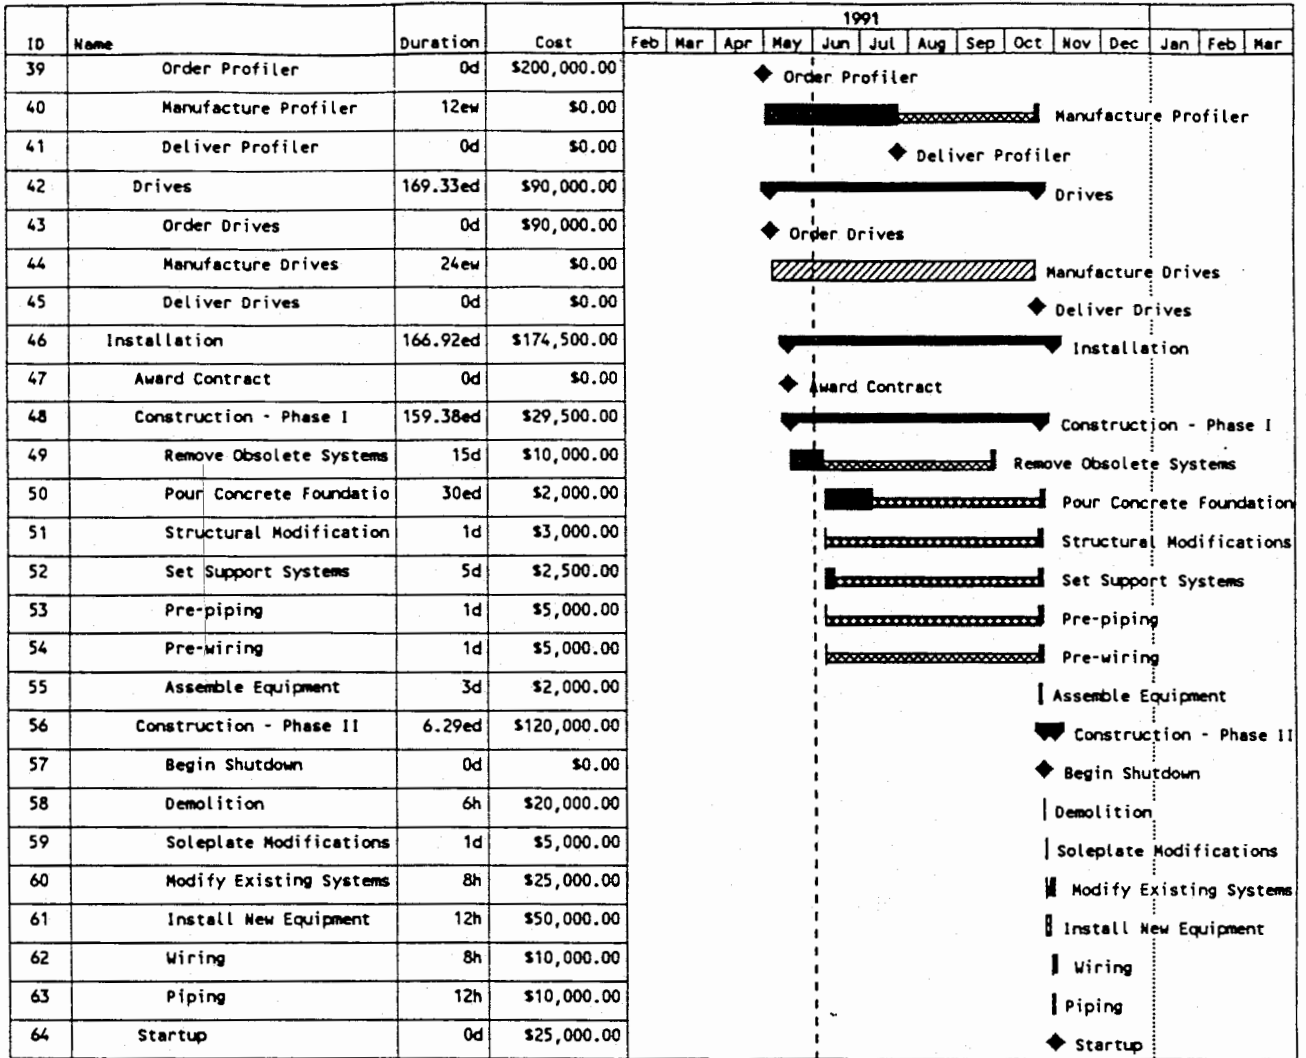 1991
ID Name Duration Cost Feb Mar Apr May Jun Jul Aug Sep Oct Nov Dec Jan Feb Mar
39 Order Profiler 0d $200,000.00 Order Profiler
40 Manufacture Profiler 12ew $0.00 Manufacture Profiler
41 Deliver Profiler 0d $0.00 Deliver Profiler
42 Drives 169.33ed $90,000.00 Drives
43 Order Drives 0d $90,000.00 Order Drives
44 Manufacture Drives 24ew $0.00 Manufacture Drives
45 Deliver Drives 0d $0.00 Deliver Drives
46 Installation 166.92ed $174,500.00 Installation
47 Award Contract 0d $0.00 Award Contract
48 Construction - Phase I 159.38ed $29,500.00 Construction - Phase I
49 Remove Obsolete Systems 15d $10,000.00 Remove Obsolete Systems
50 Pour Concrete Foundatio 30ed $2,000.00 Pour Concrete Foundation
51 Structural Modification 1d $3,000.00 Structural Modifications
52 Set Support Systems 5d $2,500.00 Set Support Systems
53 Pre-piping 1d $5,000.00 Pre-piping
54 Pre-wiring 1d $5,000.00 Pre-wiring
55 Assemble Equipment 3d $2,000.00 Assemble Equipment
56 Construction - Phase II 6.29ed $120,000.00 Construction - Phase II
57 Begin Shutdown 0d $0.00 Begin Shutdown
58 Demolition 6h $20,000.00 Demolition
59 Soleplate Modifications 1d $5,000.00 Soleplate Modifications
60 Modify Existing Systems 8h $25,000.00 Modify Existing Systems
61 Install New Equipment 12h $50,000.00 Install New Equipment
62 Wiring 8h $10,000.00 Wiring
63 Piping 12h $10,000.00 Piping
64 Startup 0d $25,000.00 Startup